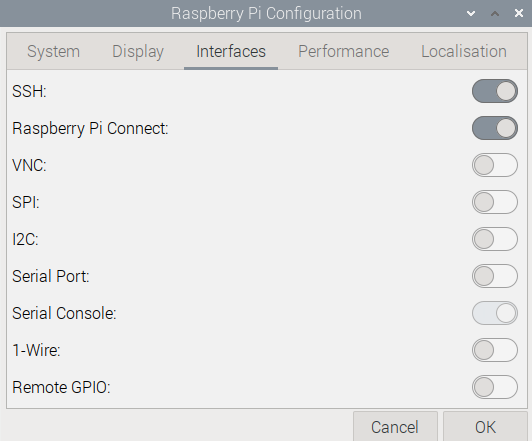 Raspberry Pi Configuration
System Display Interfaces Performance Localisation
SSH:
Raspberry Pi Connect:
VNC:
SPI:
I2C:
Serial Port:
Serial Console:
1-Wire:
Remote GPIO:
Cancel OK